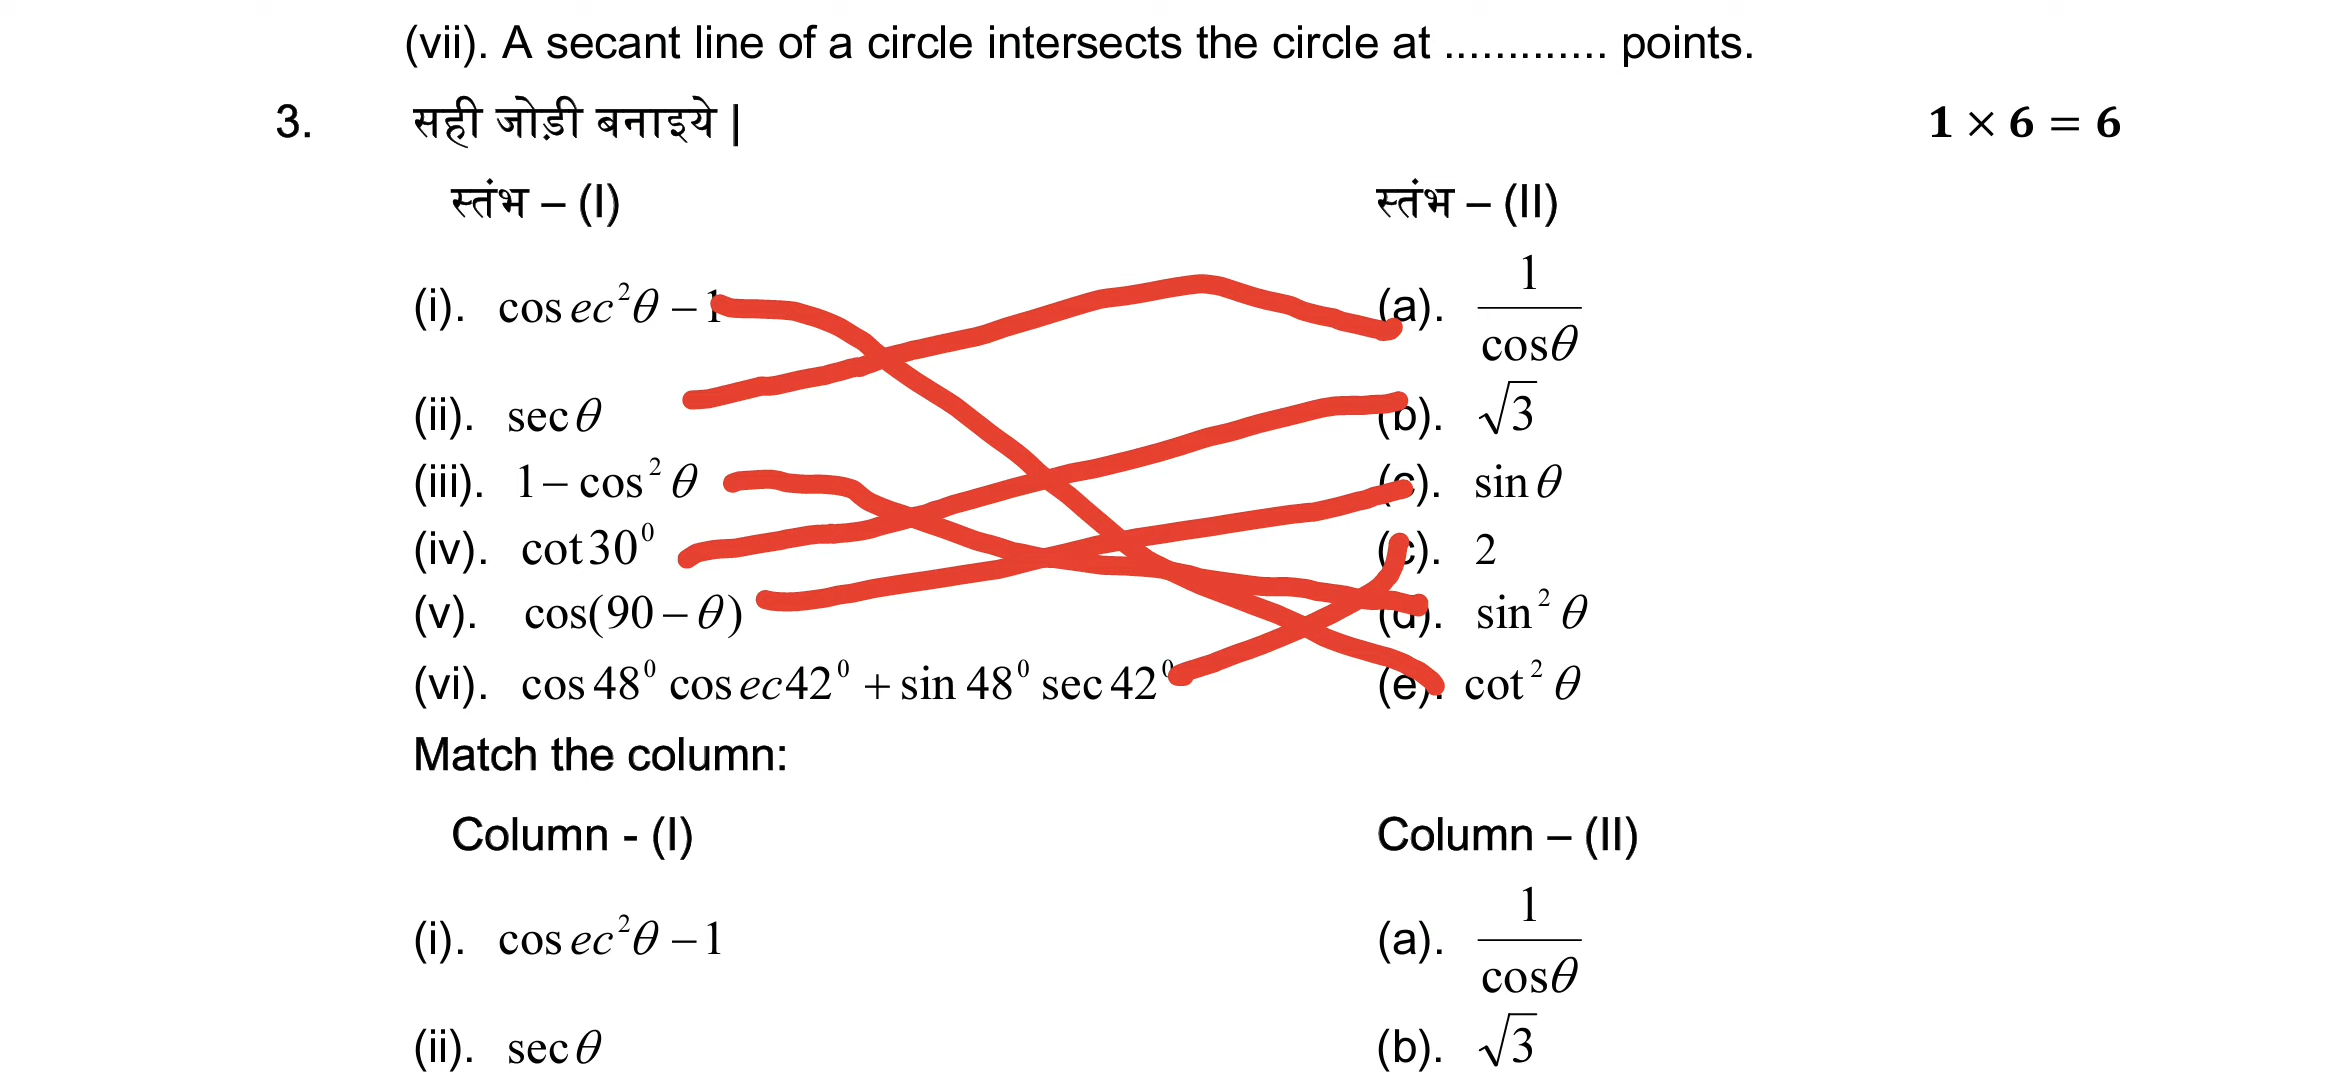 (vii). A secant line of a circle intersects the circle at ............. points.
3. सही जोड़ी बनाइये | 1 × 6 = 6
स्तंभ – (I) स्तंभ – (II)
(i). cosec²θ – 1 (a). 1/cosθ
(ii). secθ (b). √3
(iii). 1 – cos²θ (c). sinθ
(iv). cot30⁰ (c). 2
(v). cos(90 – θ) (d). sin²θ
(vi). cos48⁰ cosec42⁰ + sin48⁰ sec42⁰ (e). cot²θ
Match the column:
Column - (I) Column – (II)
(i). cosec²θ – 1 (a). 1/cosθ
(ii). secθ (b). √3